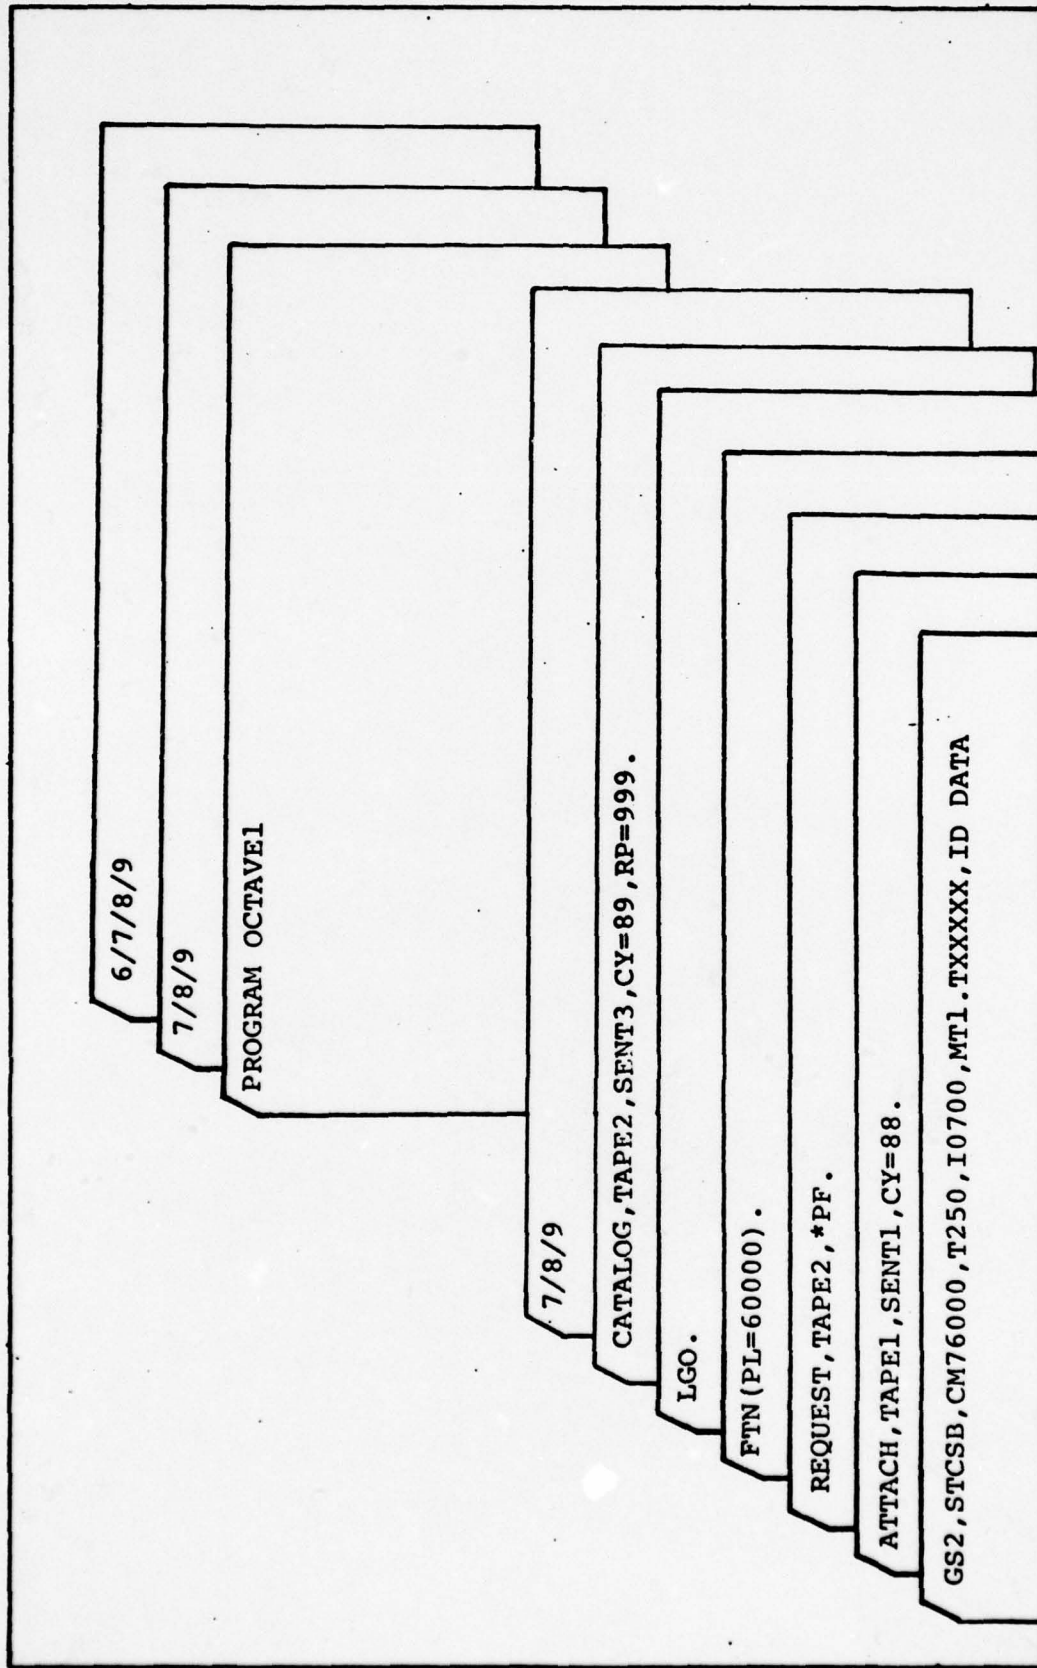 6/7/8/9
7/8/9
PROGRAM OCTAVE1
7/8/9
CATALOG,TAPE2,SENT3,CY=89,RP=999.
LGO.
FTN(PL=60000).
REQUEST,TAPE2,*PF.
ATTACH,TAPE1,SENT1,CY=88.
GS2,STCSB,CM76000,T250,IO700,MT1.TXXXXX,ID DATA